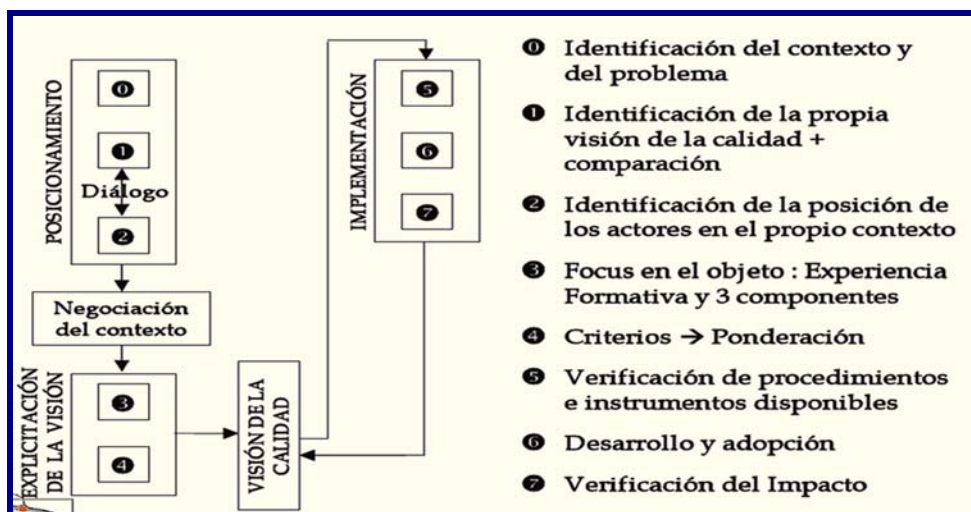 POSICIONAMIENTO
0
1
Diálogo
2
Negociación
del contexto
EXPLICITACIÓN
DE LA VISIÓN
3
4
VISIÓN DE LA
CALIDAD
IMPLEMENTACIÓN
5
6
7
0 Identificación del contexto y
del problema
1 Identificación de la propia
visión de la calidad +
comparación
2 Identificación de la posición de
los actores en el propio contexto
3 Focus en el objeto : Experiencia
Formativa y 3 componentes
4 Criterios → Ponderación
5 Verificación de procedimientos
e instrumentos disponibles
6 Desarrollo y adopción
7 Verificación del Impacto